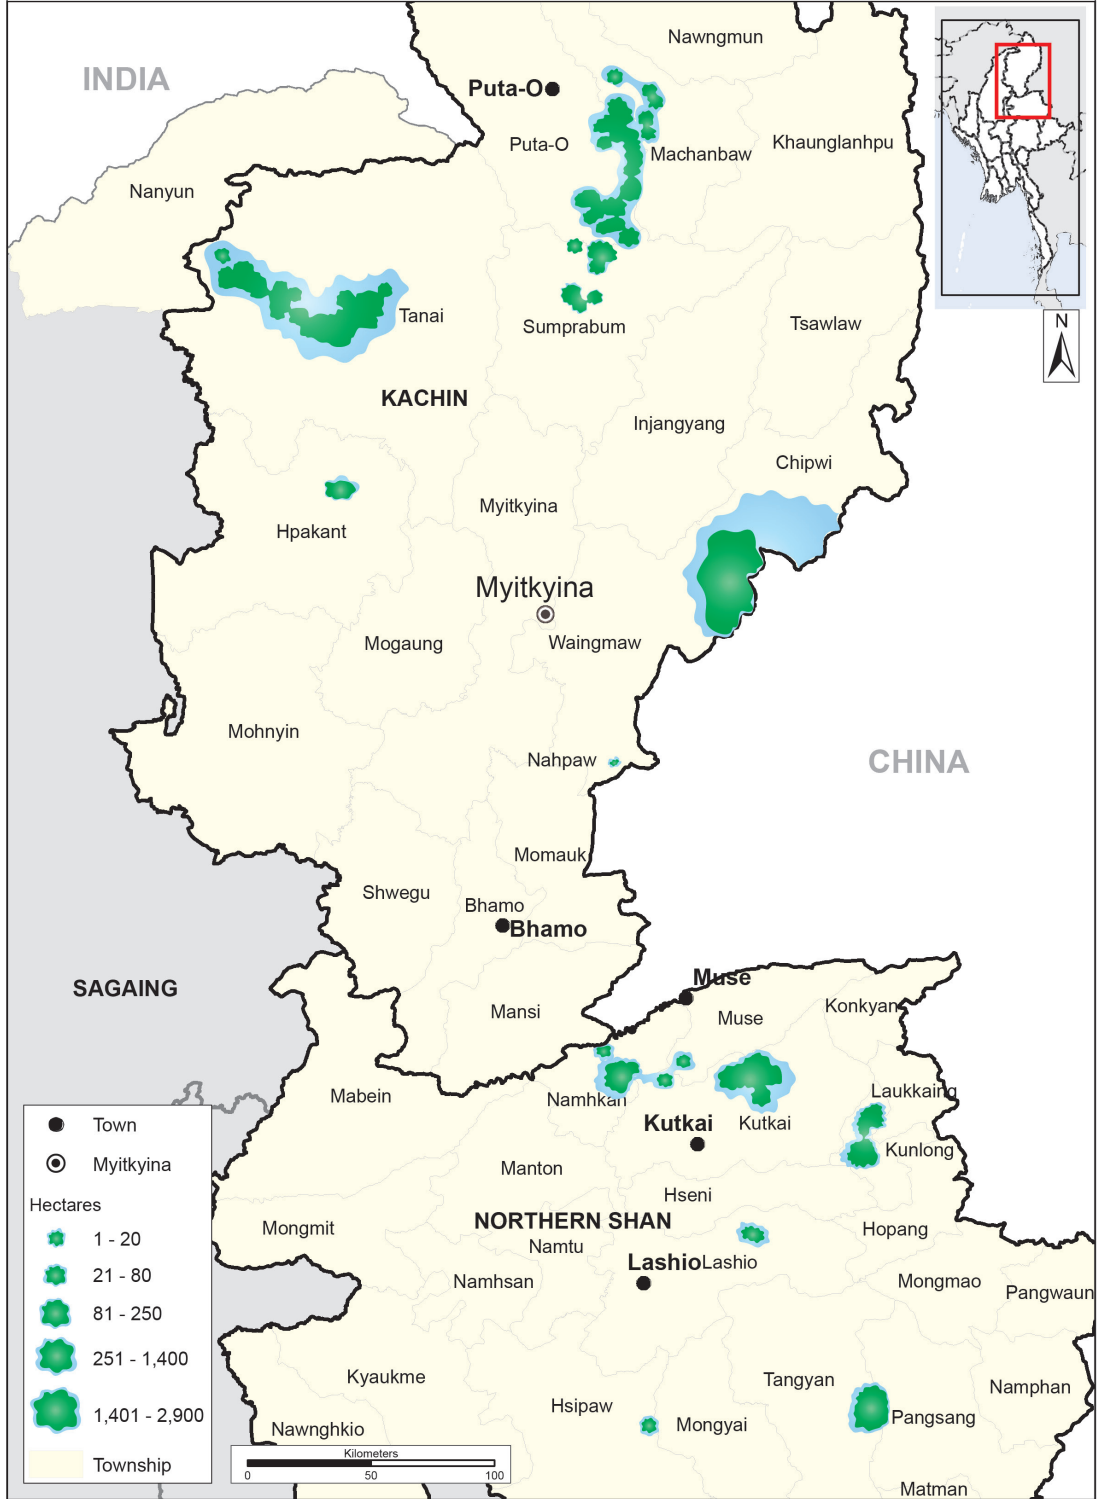 Nawngmun
INDIA
Puta-O
Puta-O
Khaunglanhpu
Machanbaw
Nanyun
N
Tanai
Tsawlaw
Sumprabum
KACHIN
Injangyang
Chipwi
Myitkyina
Hpakant
Myitkyina
Mogaung
Waingmaw
Mohnyin
Nahpaw
CHINA
Momauk
Shwegu
Bhamo
Bhamo
SAGAING
Muse
Konkyan
Mansi
Muse
Mabein
Namhkan
Laukkaing
Kutkai
Kutkai
Kunlong
Manton
Hseni
NORTHERN SHAN
Mongmit
Namtu
Hopang
Lashio
Lashio
Namhsan
Mongmao
Pangwaun
Kyaukme
Tangyan
Namphan
Hsipaw
Mongyai
Pangsang
Nawnghkio
Matman
Town
Myitkyina
Hectares
1 - 20
21 - 80
81 - 250
251 - 1,400
1,401 - 2,900
Township
Kilometers
0 50 100